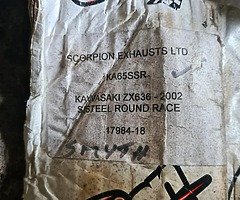 SCORPION EXHAUSTS LTD
KA65SSR
KAWASAKI ZX636 - 2002
S.STEEL ROUND RACE
17984-18